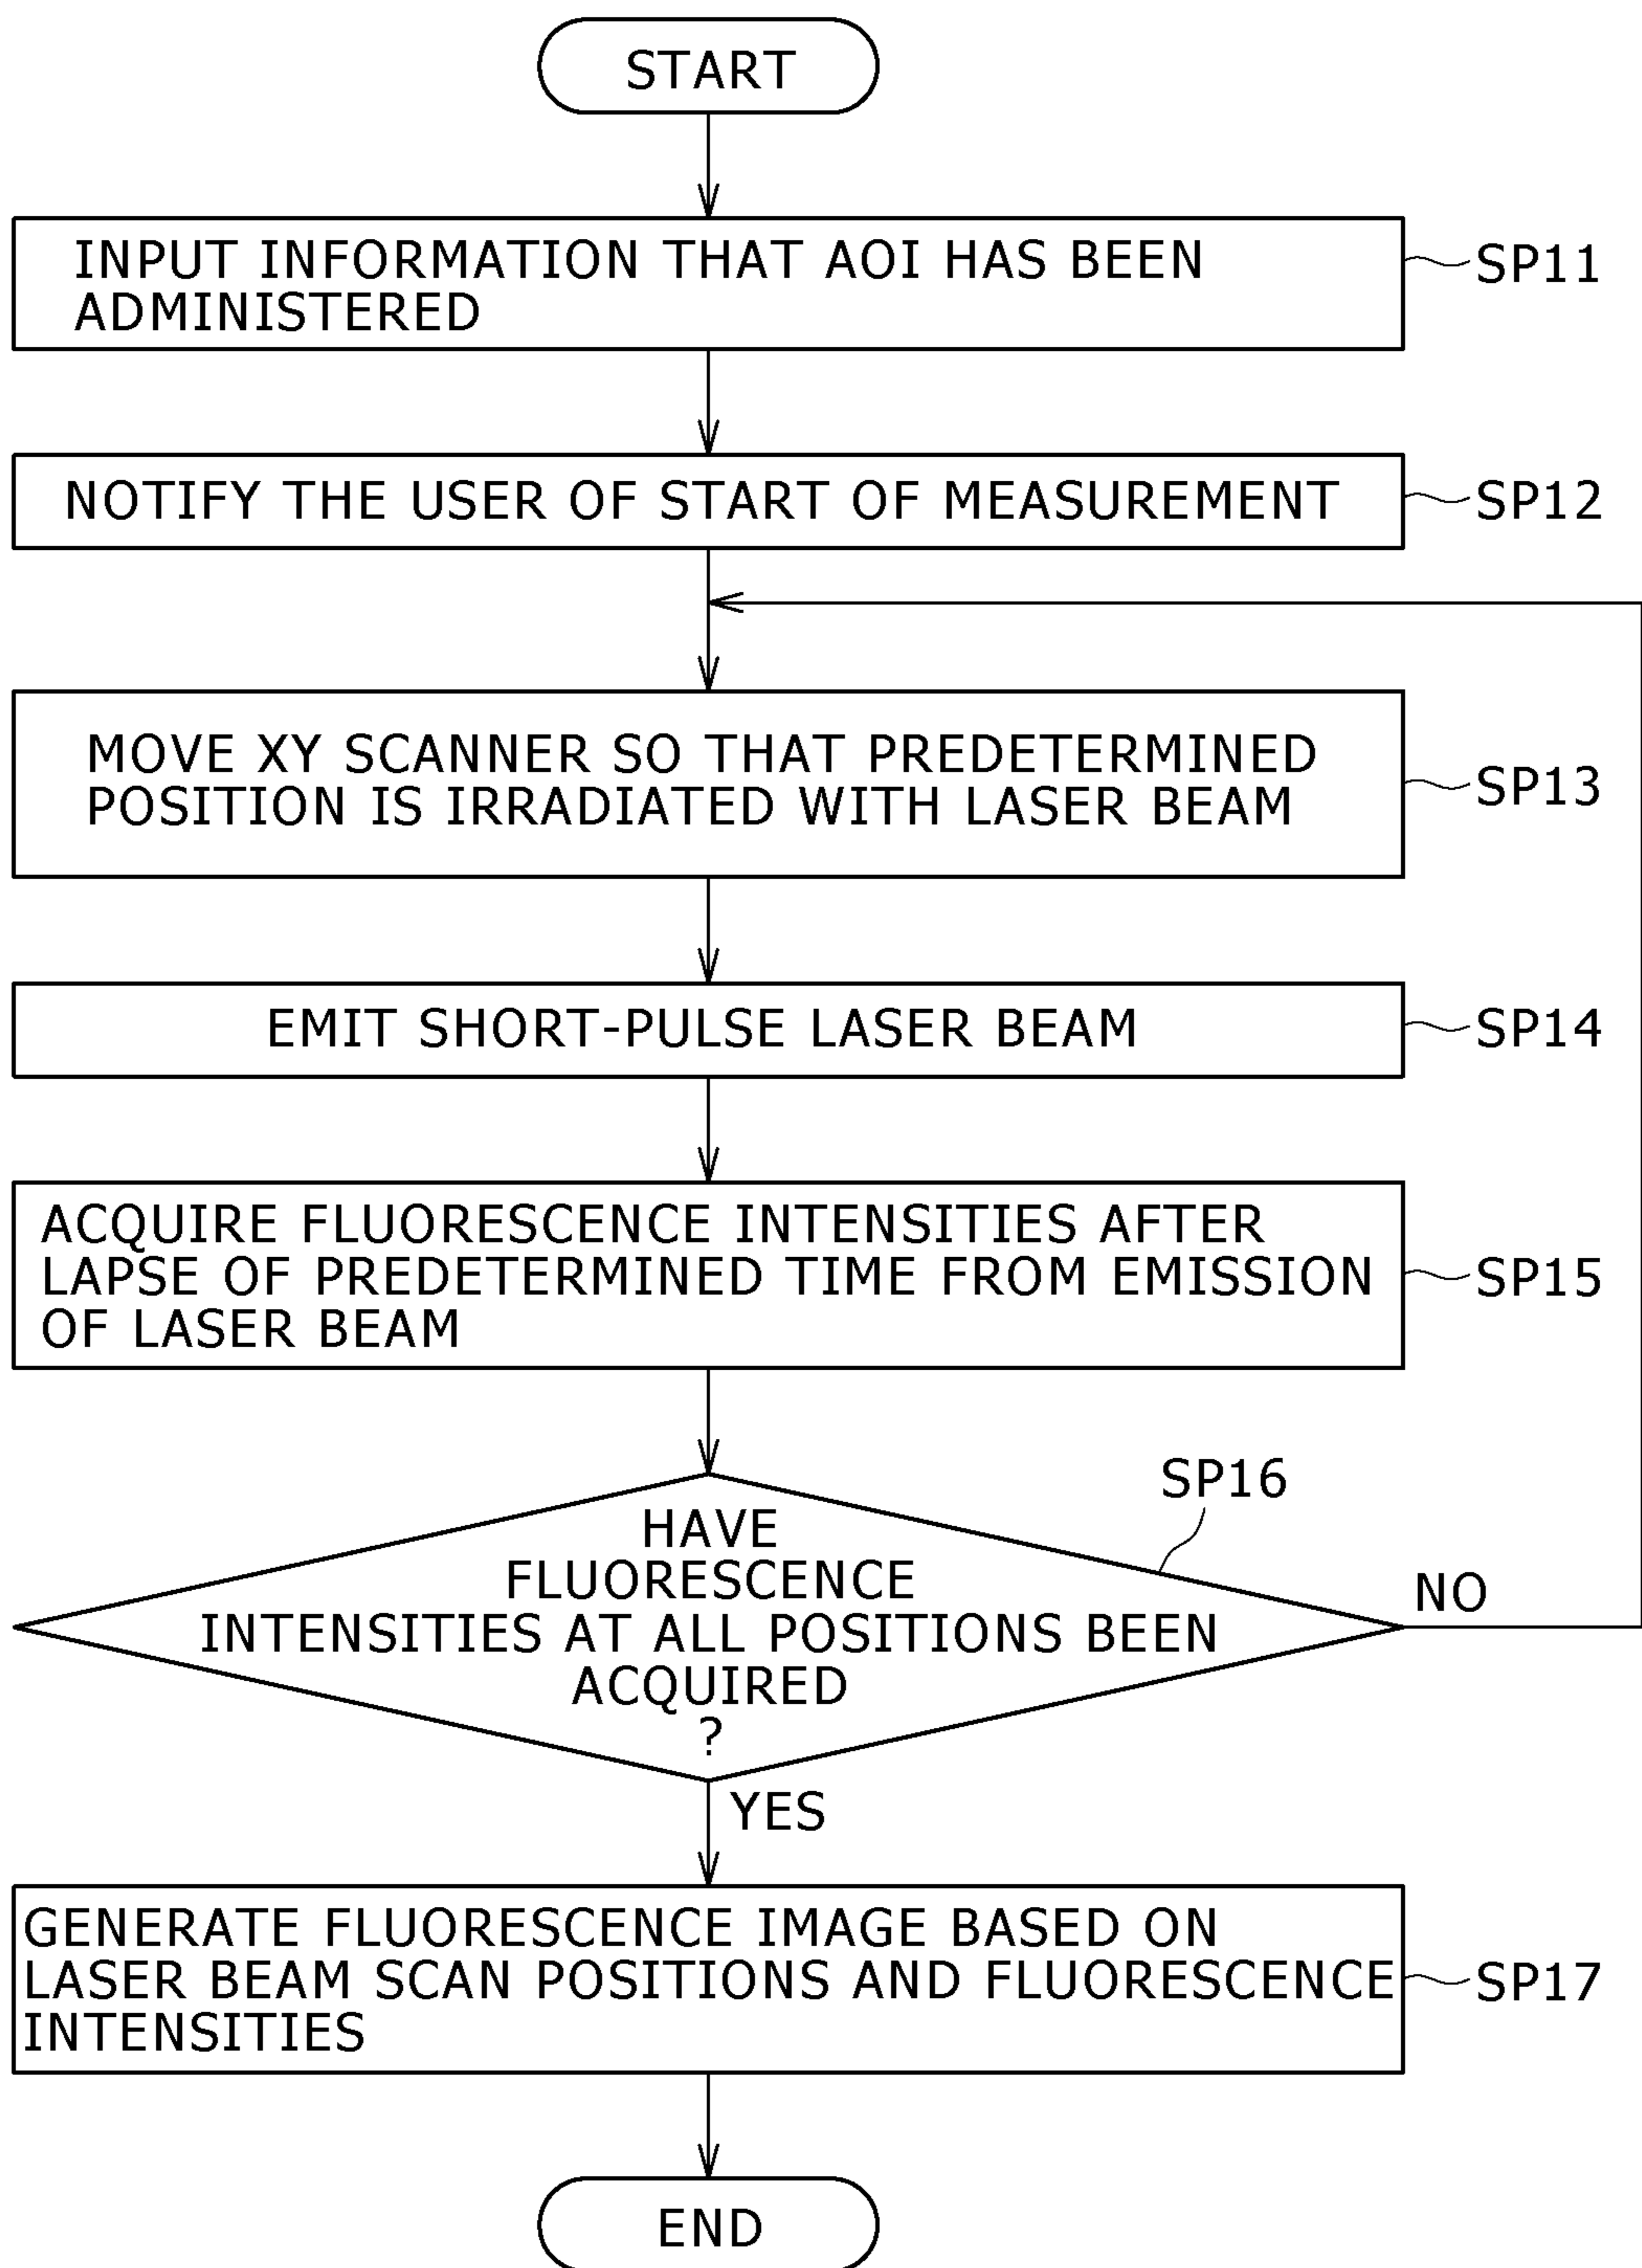 START
INPUT INFORMATION THAT AOI HAS BEEN
ADMINISTERED
SP11
NOTIFY THE USER OF START OF MEASUREMENT
SP12
MOVE XY SCANNER SO THAT PREDETERMINED
POSITION IS IRRADIATED WITH LASER BEAM
SP13
EMIT SHORT-PULSE LASER BEAM
SP14
ACQUIRE FLUORESCENCE INTENSITIES AFTER
LAPSE OF PREDETERMINED TIME FROM EMISSION
OF LASER BEAM
SP15
SP16
HAVE
FLUORESCENCE
INTENSITIES AT ALL POSITIONS BEEN
ACQUIRED
?
NO
YES
GENERATE FLUORESCENCE IMAGE BASED ON
LASER BEAM SCAN POSITIONS AND FLUORESCENCE
INTENSITIES
SP17
END